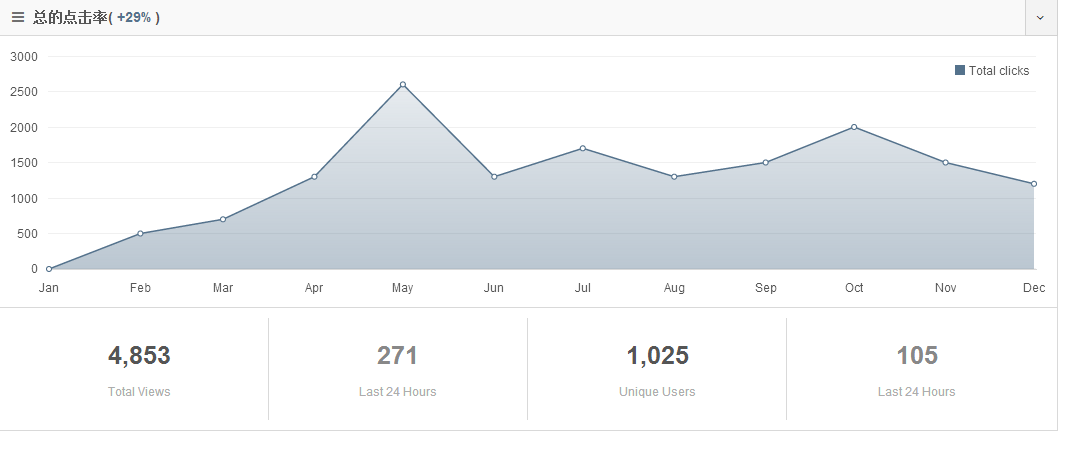 总的点击率( +29% )
Total clicks
3000
2500
2000
1500
1000
500
0
Jan Feb Mar Apr May Jun Jul Aug Sep Oct Nov Dec
4,853 271 1,025 105
Total Views Last 24 Hours Unique Users Last 24 Hours